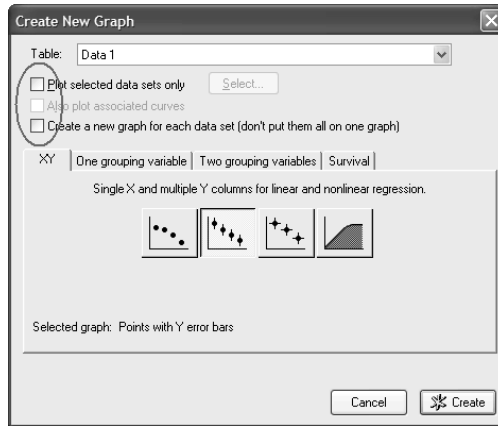 Create New Graph
Table: Data 1
Plot selected data sets only Select...
Also plot associated curves
Create a new graph for each data set (don't put them all on one graph)
XY One grouping variable Two grouping variables Survival
Single X and multiple Y columns for linear and nonlinear regression.
Selected graph: Points with Y error bars
Cancel Create